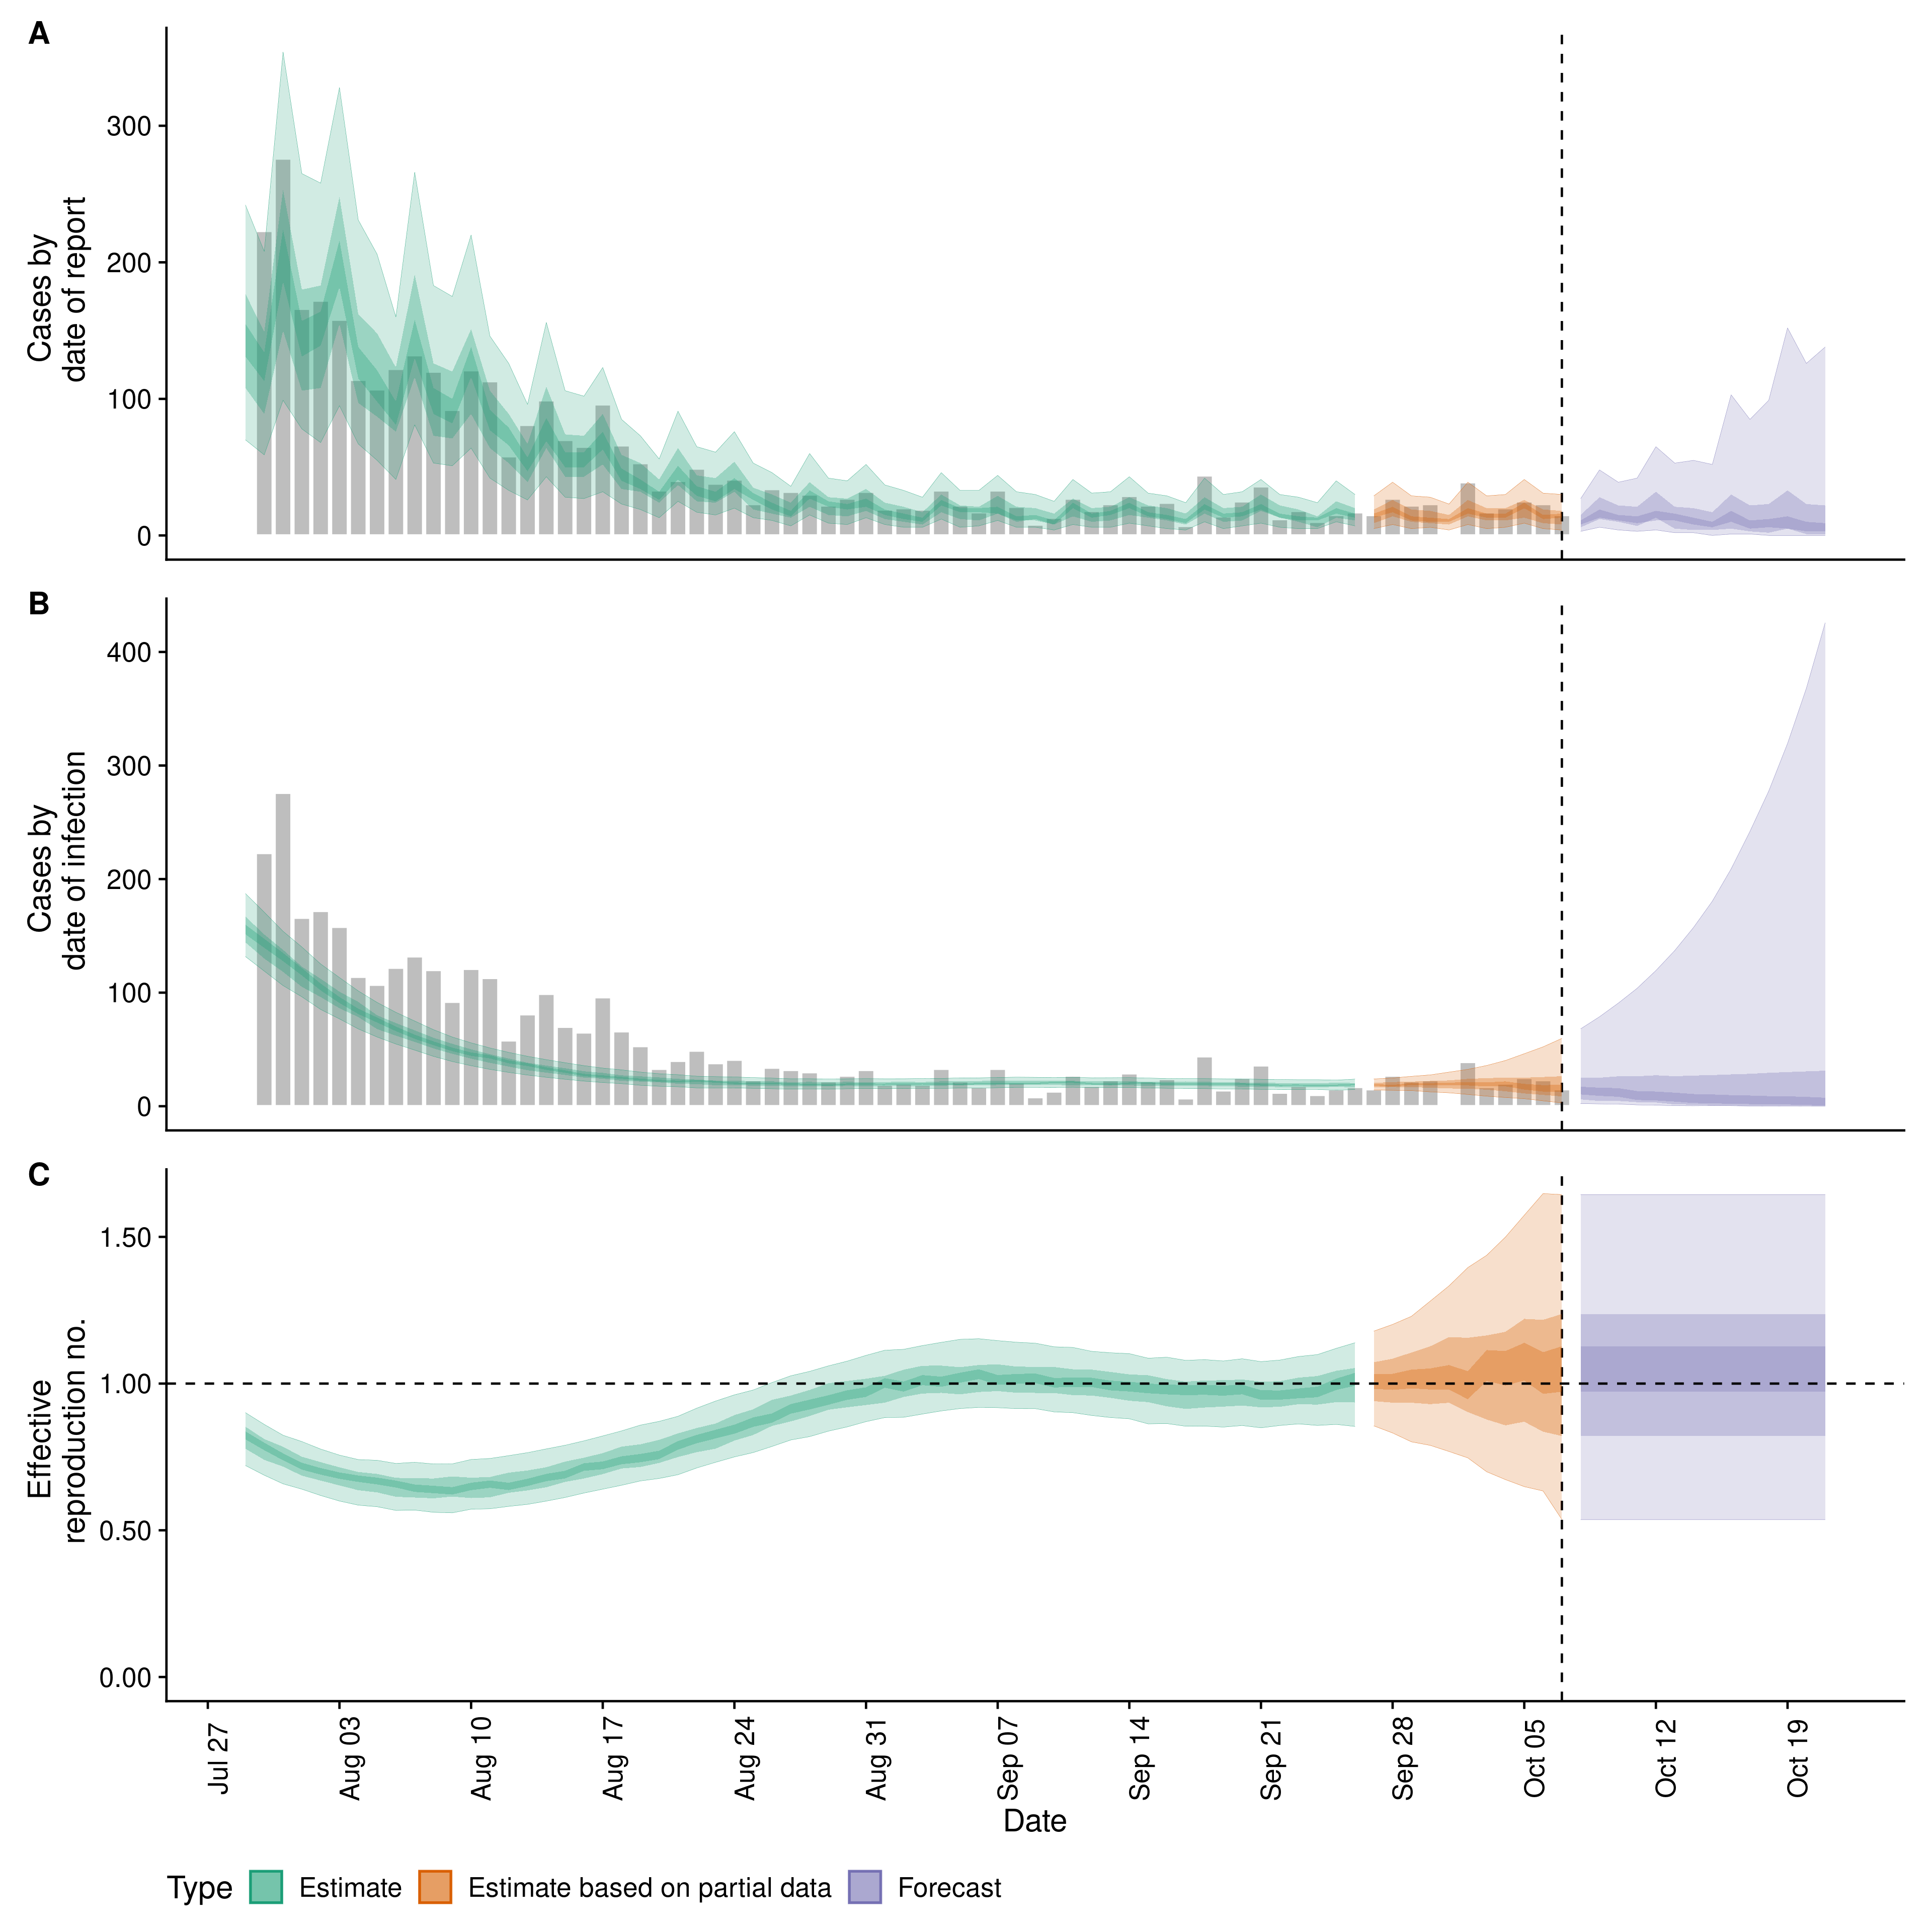 A
Cases by
date of report
300
200
100
0
B
Cases by
date of infection
400
300
200
100
0
C
Effective
reproduction no.
1.50
1.00
0.50
0.00
Jul 27
Aug 03
Aug 10
Aug 17
Aug 24
Aug 31
Sep 07
Sep 14
Sep 21
Sep 28
Oct 05
Oct 12
Oct 19
Date
Type Estimate Estimate based on partial data Forecast